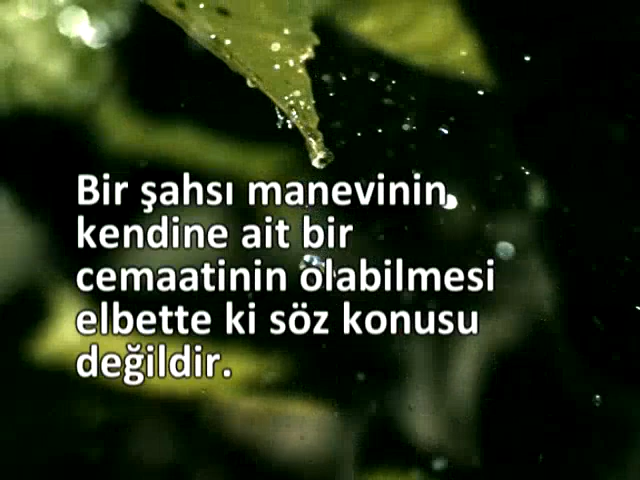 Bir şahsı manevinin
kendine ait bir
cemaatinin olabilmesi
elbette ki söz konusu
değildir.